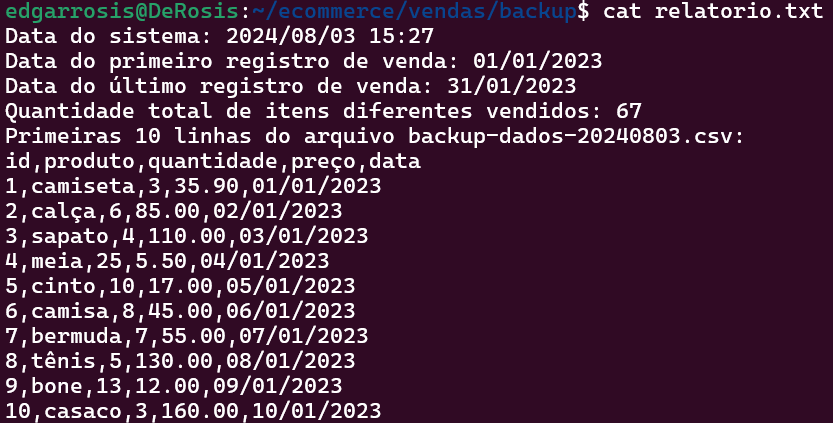 edgarrosis@DeRosis:~/ecommerce/vendas/backup$ cat relatorio.txt
Data do sistema: 2024/08/03 15:27
Data do primeiro registro de venda: 01/01/2023
Data do último registro de venda: 31/01/2023
Quantidade total de itens diferentes vendidos: 67
Primeiras 10 linhas do arquivo backup-dados-20240803.csv:
id,produto,quantidade,preço,data
1,camiseta,3,35.90,01/01/2023
2,calça,6,85.00,02/01/2023
3,sapato,4,110.00,03/01/2023
4,meia,25,5.50,04/01/2023
5,cinto,10,17.00,05/01/2023
6,camisa,8,45.00,06/01/2023
7,bermuda,7,55.00,07/01/2023
8,tênis,5,130.00,08/01/2023
9,bone,13,12.00,09/01/2023
10,casaco,3,160.00,10/01/2023